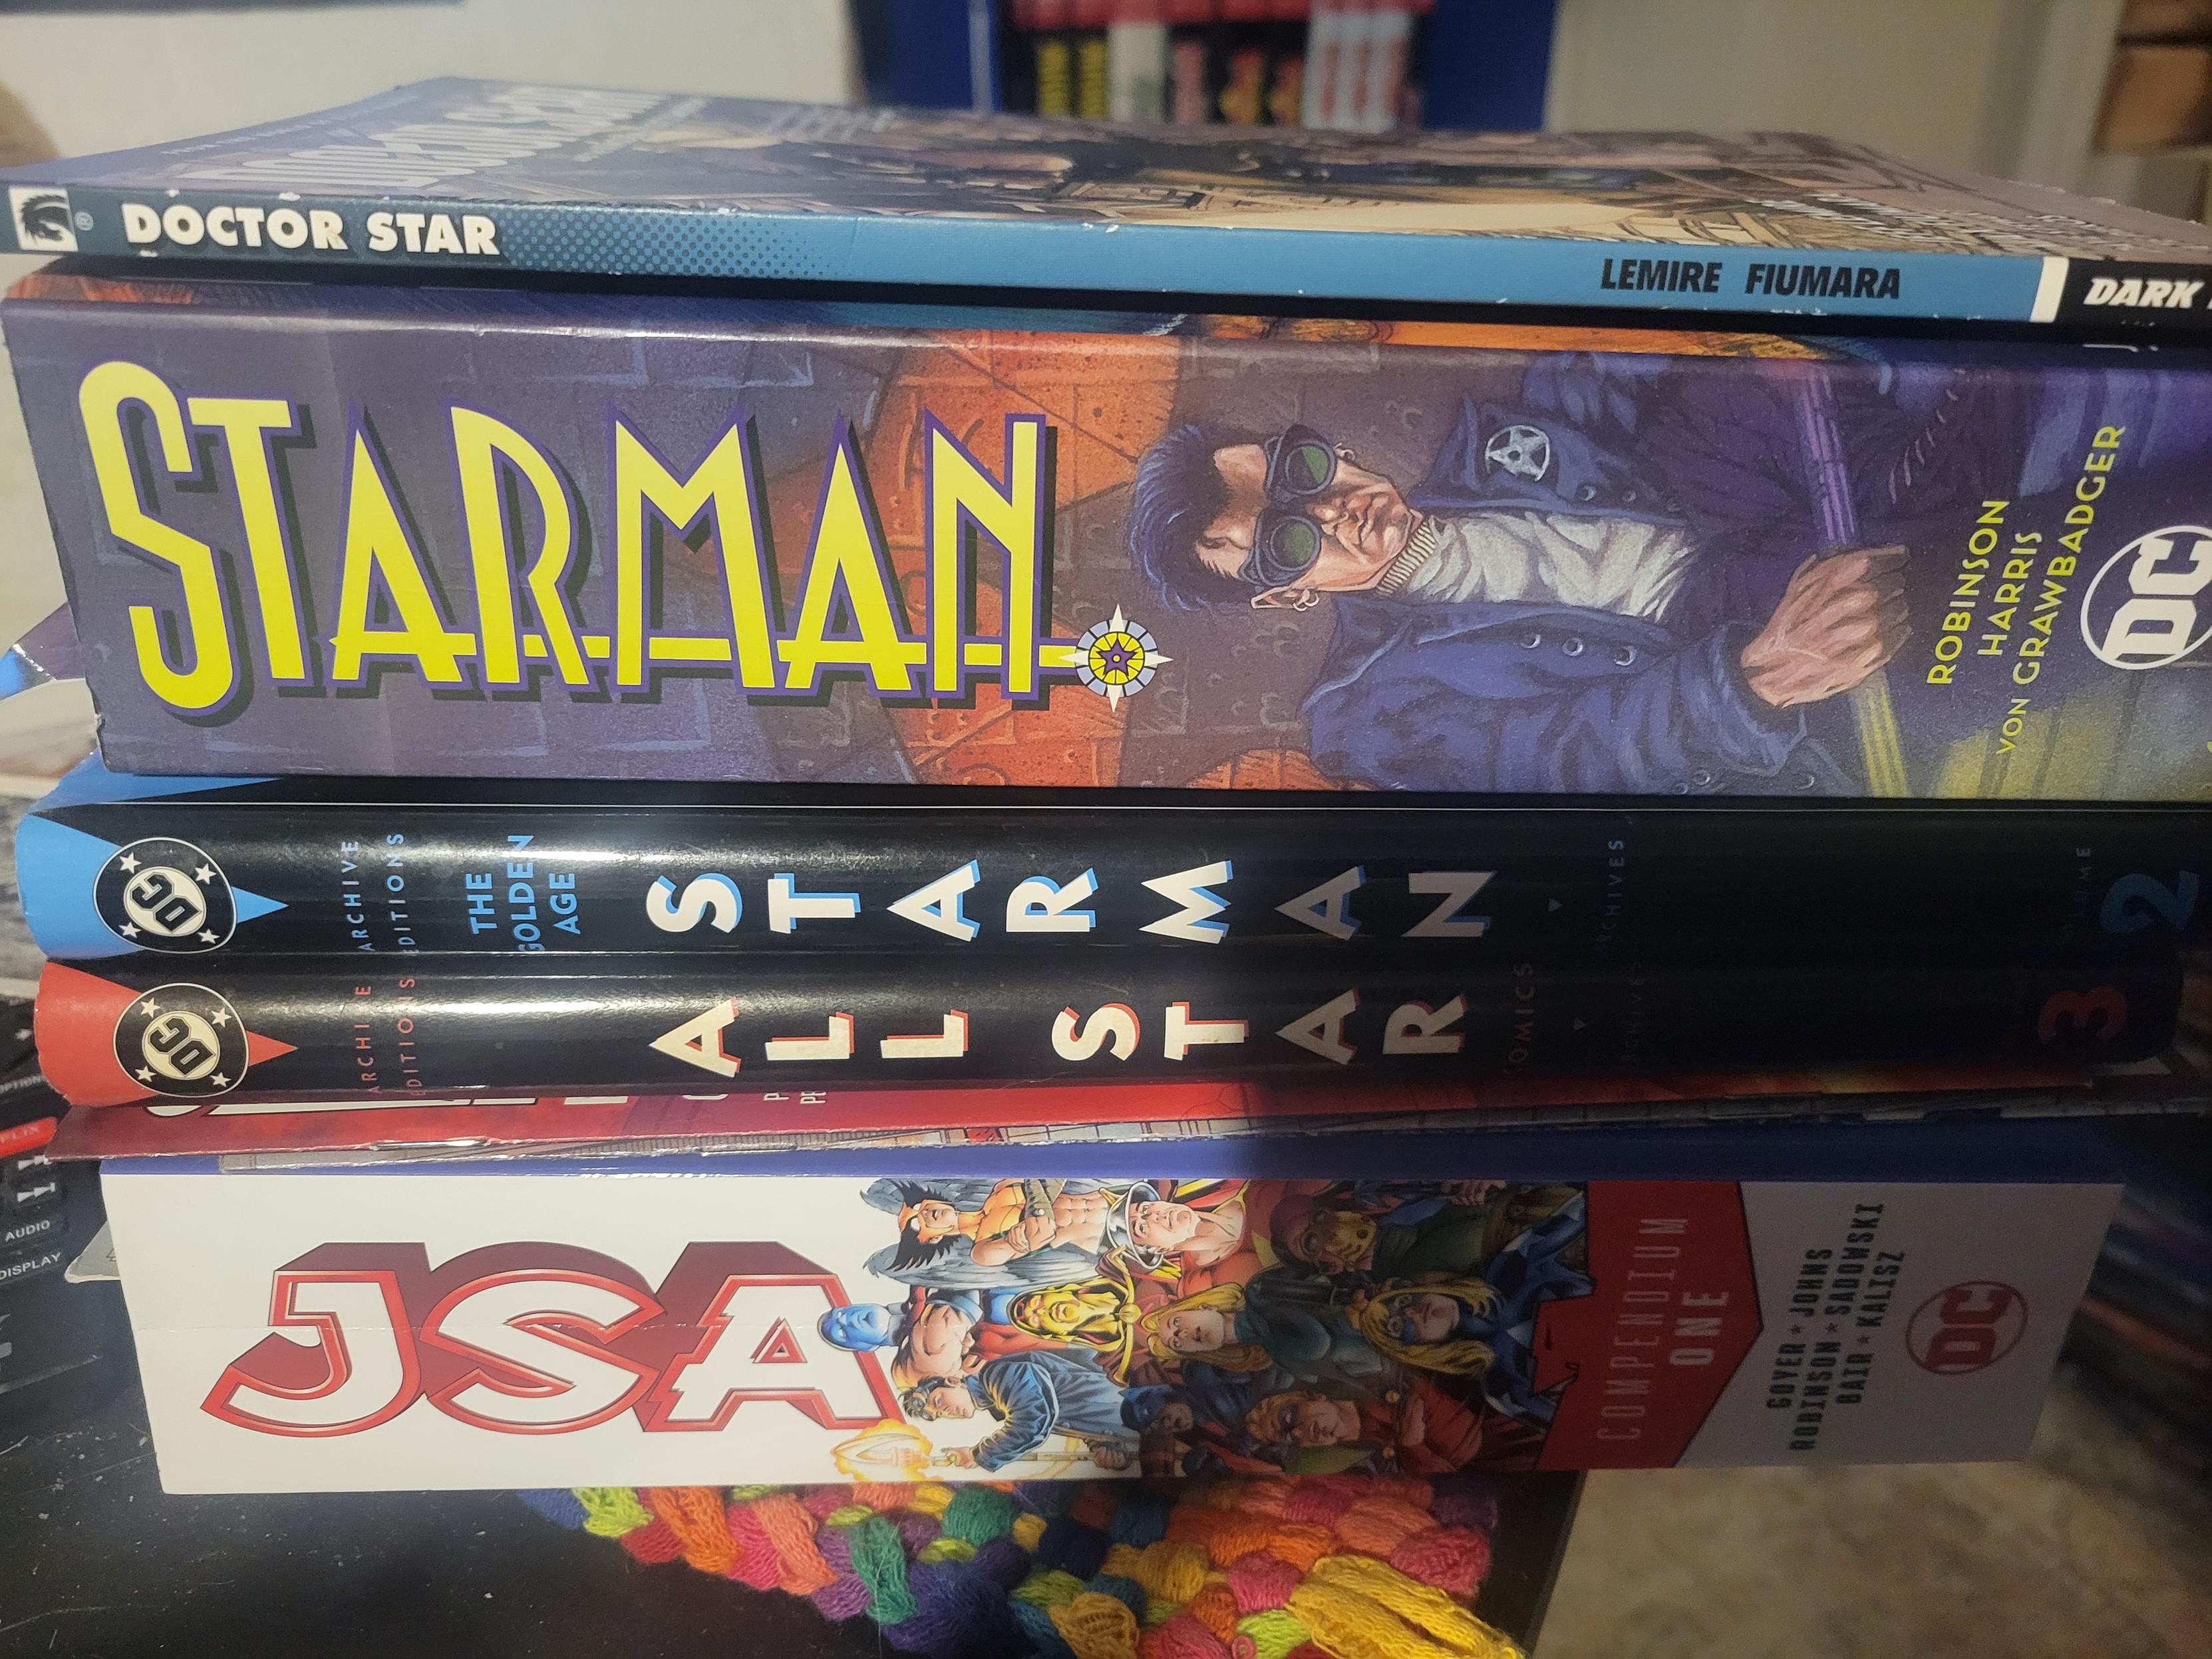 DOCTOR STAR
LEMIRE FIUMARA
DARK
STARMAN
ROBINSON
HARRIS
VON GRAWBADGER
DC
DC
ARCHIVE
EDITIONS
THE
GOLDEN
AGE
STARMAN
ARCHIVES
2
DC
ARCHIVE
EDITIONS
ALL STAR
COMICS
ARCHIVES
3
JSA
COMPENDIUM
ONE
GOYER ★ JOHNS
ROBINSON ★ SADOWSKI
BAIR ★ KALISZ
DC
AUDIO
DISPLAY